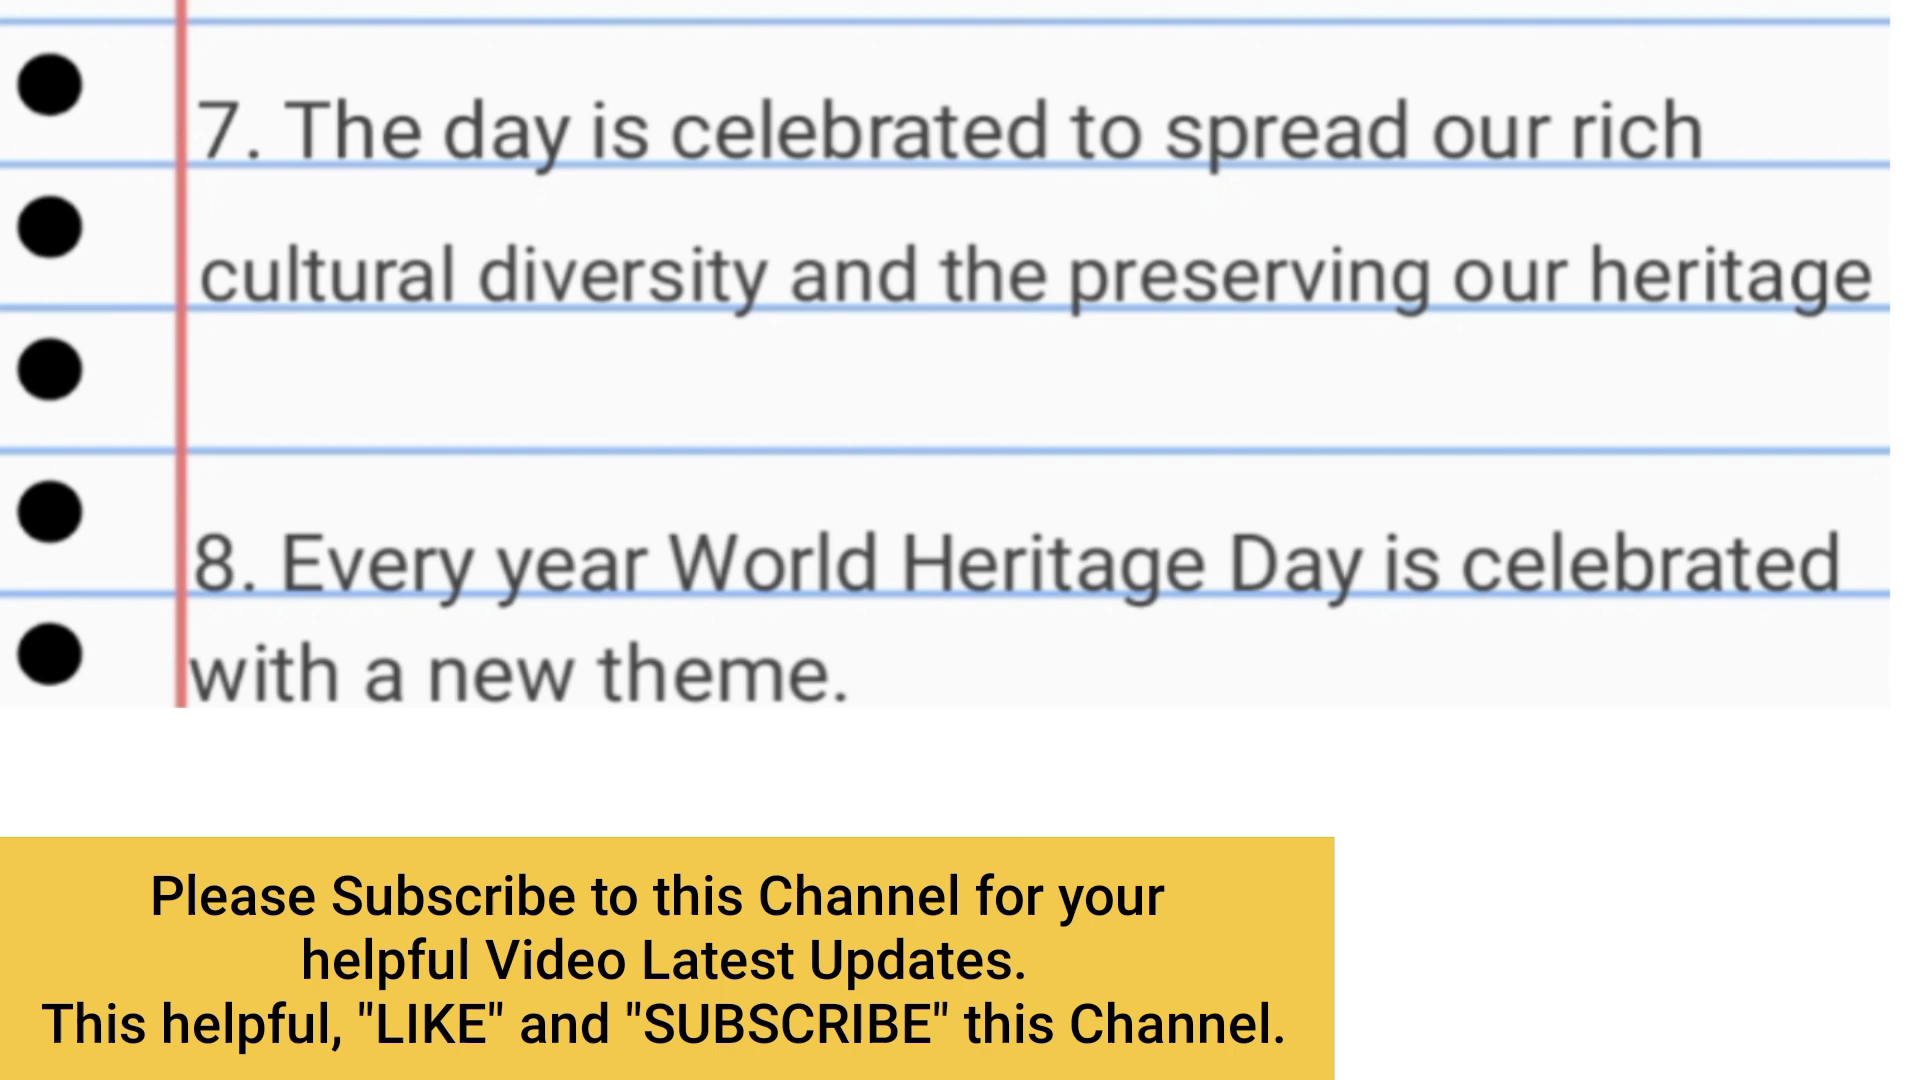 7. The day is celebrated to spread our rich
cultural diversity and the preserving our heritage
8. Every year World Heritage Day is celebrated
with a new theme.
Please Subscribe to this Channel for your
helpful Video Latest Updates.
This helpful, "LIKE" and "SUBSCRIBE" this Channel.